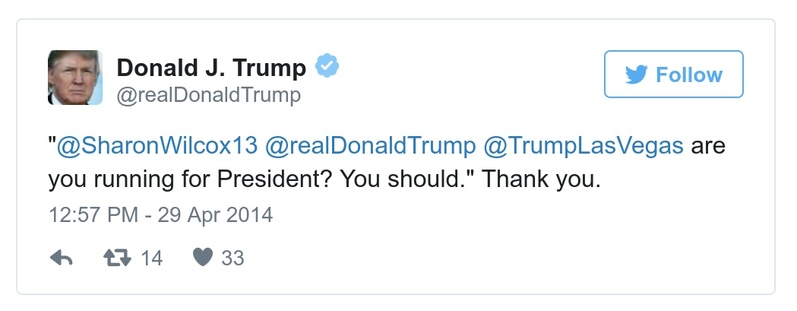 Donald J. Trump
@realDonaldTrump
Follow
"@SharonWilcox13 @realDonaldTrump @TrumpLasVegas are
you running for President? You should." Thank you.
12:57 PM - 29 Apr 2014
14 33